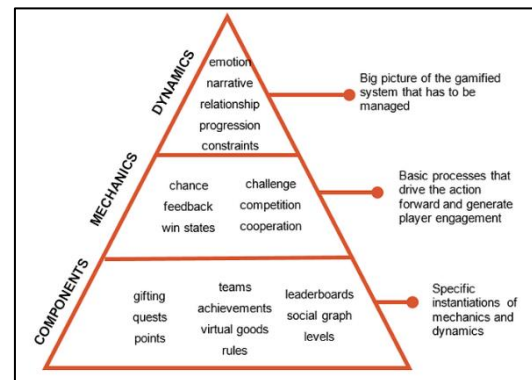 DYNAMICS
emotion
narrative
relationship
progression
constraints
Big picture of the gamified
system that has to be
managed
MECHANICS
chance
feedback
win states
challenge
competition
cooperation
Basic processes that
drive the action
forward and generate
player engagement
COMPONENTS
gifting
quests
points
teams
achievements
virtual goods
rules
leaderboards
social graph
levels
Specific
instantiations of
mechanics and
dynamics